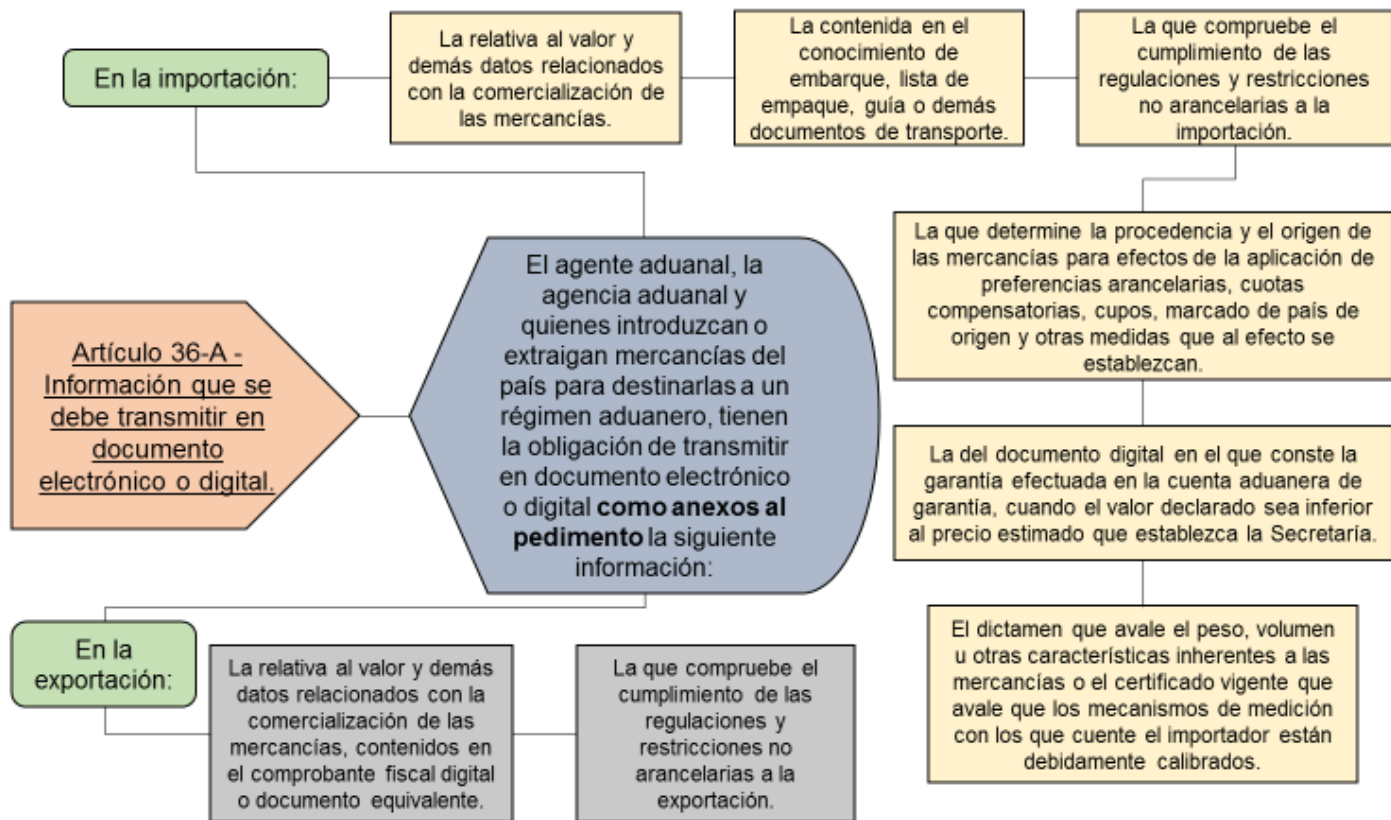 Artículo 36-A -
Información que se
debe transmitir en
documento
electrónico o digital.
El agente aduanal, la
agencia aduanal y
quienes introduzcan o
extraigan mercancías del
país para destinarlas a un
régimen aduanero, tienen
la obligación de transmitir
en documento electrónico
o digital como anexos al
pedimento la siguiente
información:
En la importación:
La relativa al valor y
demás datos relacionados
con la comercialización de
las mercancías.
La contenida en el
conocimiento de
embarque, lista de
empaque, guía o demás
documentos de transporte.
La que compruebe el
cumplimiento de las
regulaciones y restricciones
no arancelarias a la
importación.
La que determine la procedencia y el origen de
las mercancías para efectos de la aplicación de
preferencias arancelarias, cuotas
compensatorias, cupos, marcado de país de
origen y otras medidas que al efecto se
establezcan.
La del documento digital en el que conste la
garantía efectuada en la cuenta aduanera de
garantía, cuando el valor declarado sea inferior
al precio estimado que establezca la Secretaría.
El dictamen que avale el peso, volumen
u otras características inherentes a las
mercancías o el certificado vigente que
avale que los mecanismos de medición
con los que cuente el importador están
debidamente calibrados.
En la
exportación:
La relativa al valor y demás
datos relacionados con la
comercialización de las
mercancías, contenidos en
el comprobante fiscal digital
o documento equivalente.
La que compruebe el
cumplimiento de las
regulaciones y
restricciones no
arancelarias a la
exportación.